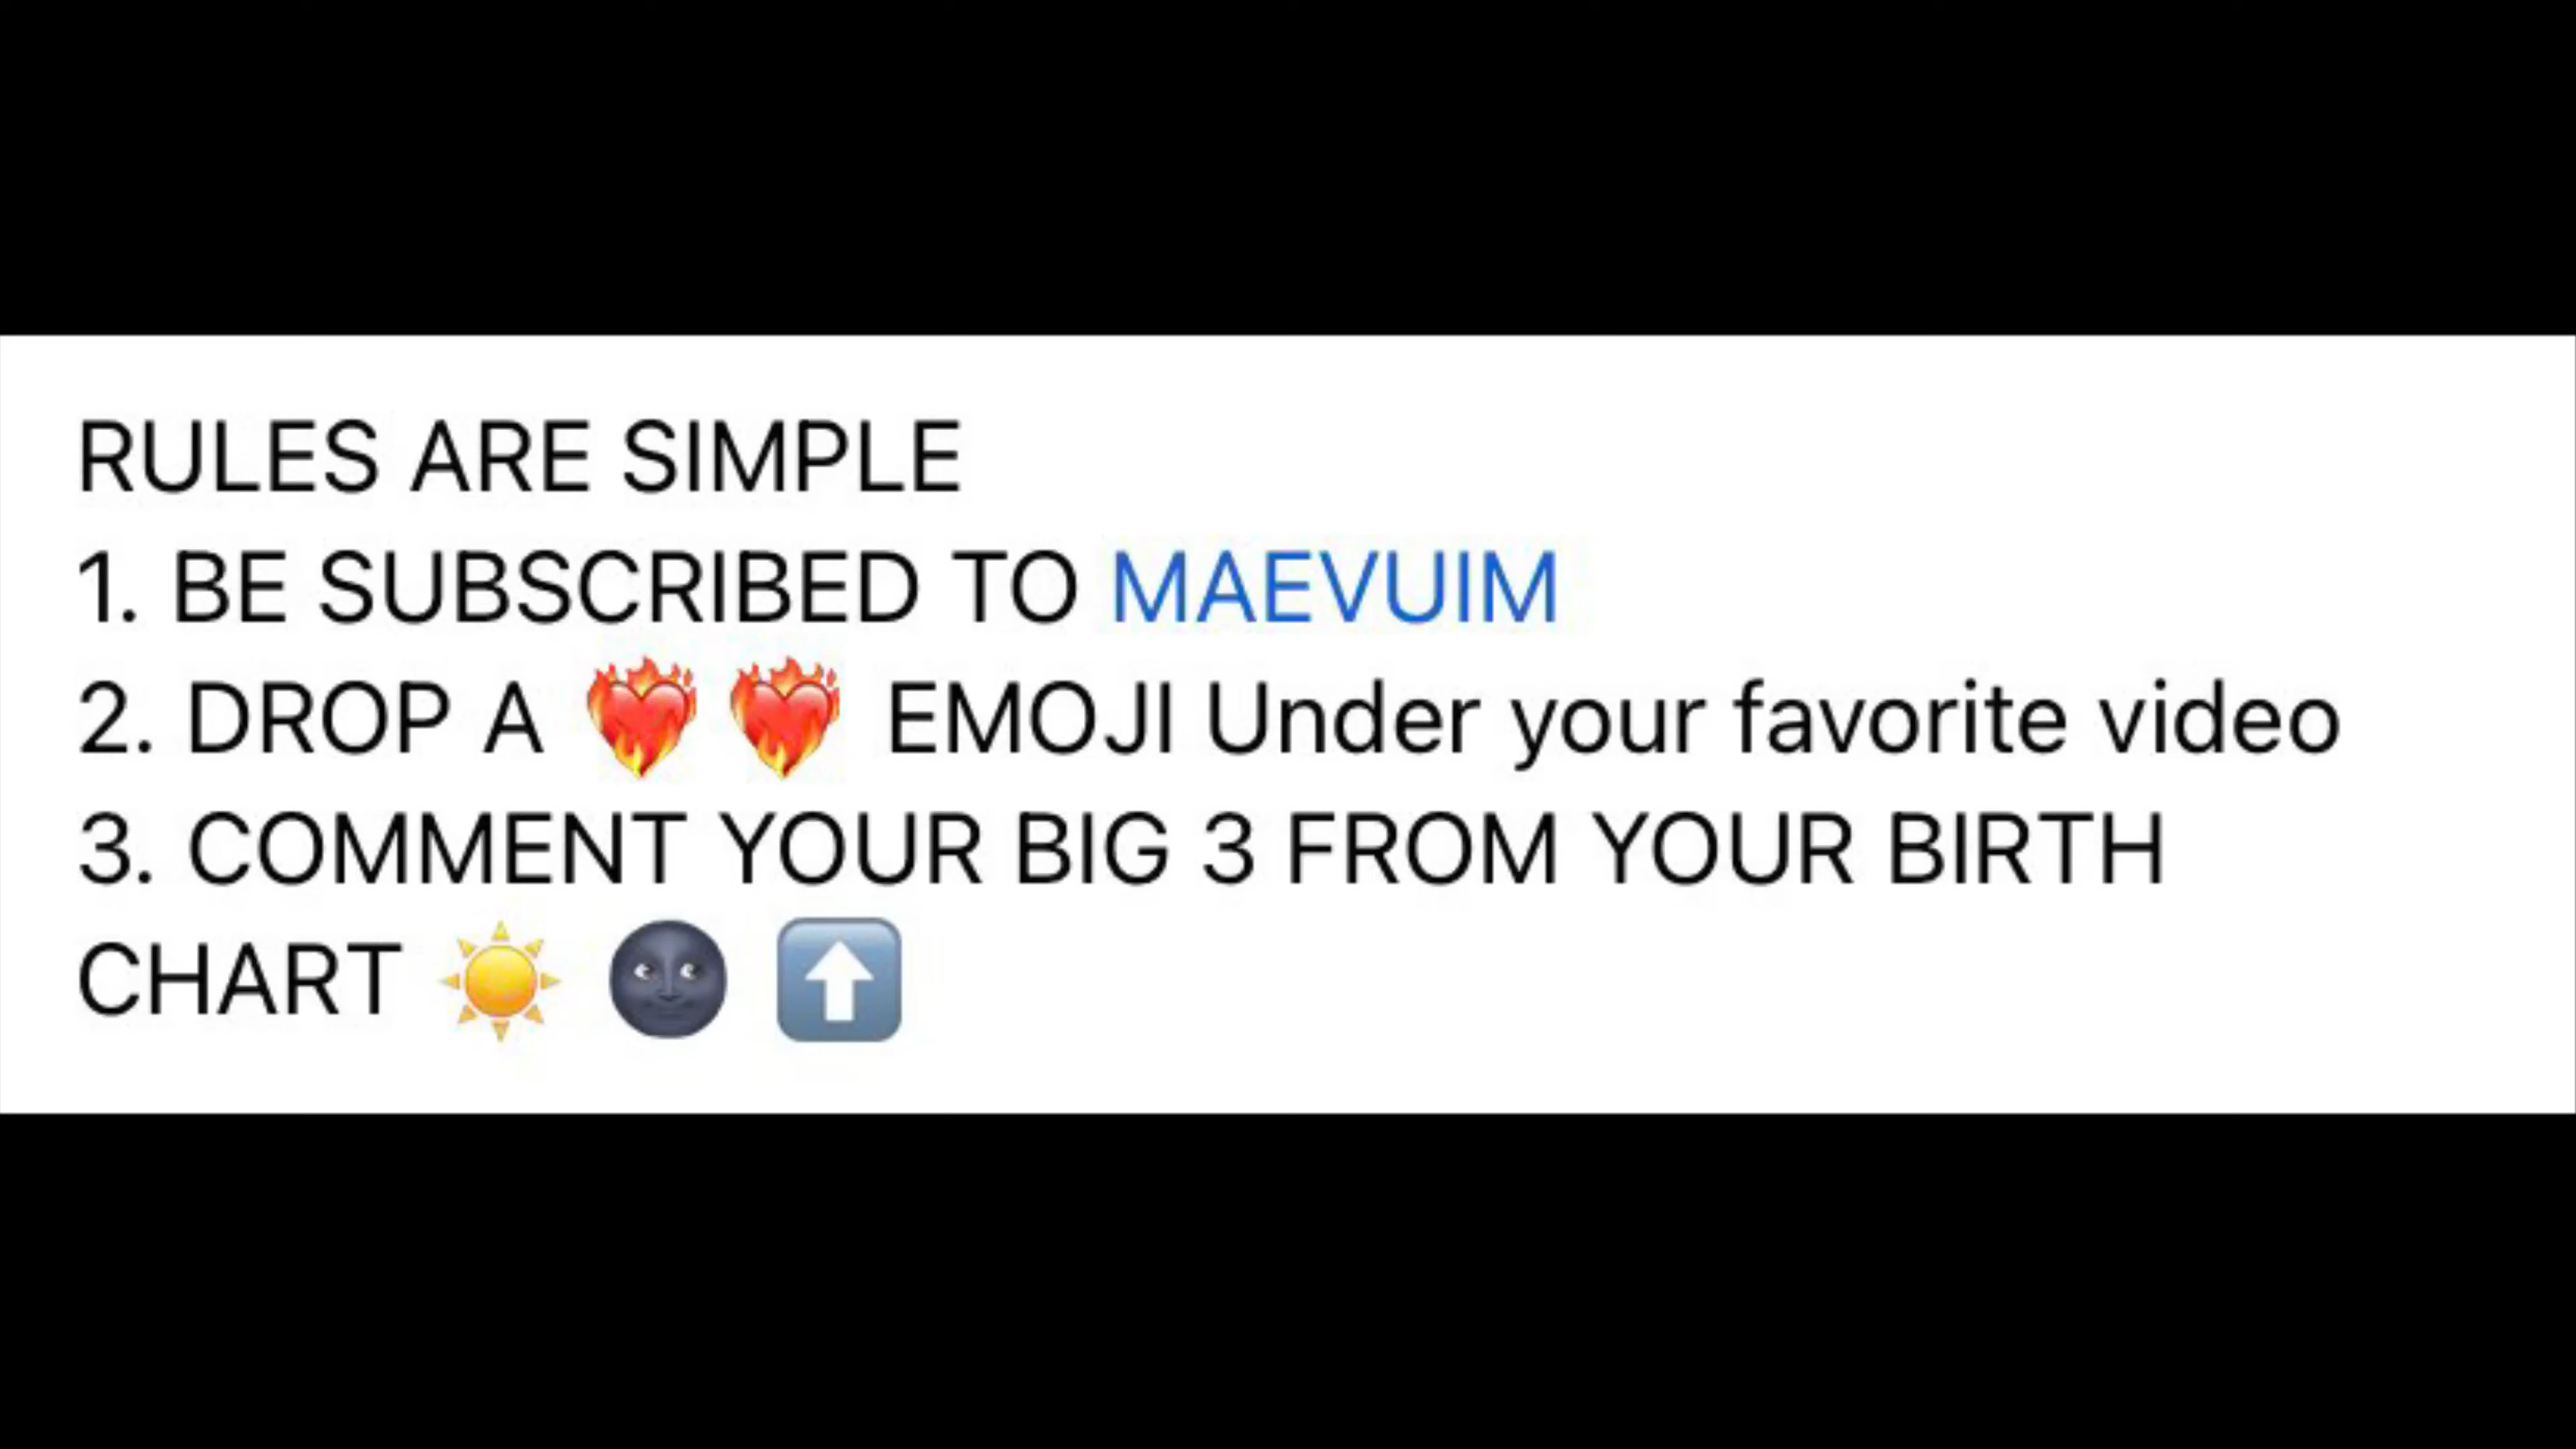 RULES ARE SIMPLE
1. BE SUBSCRIBED TO MAEVUIM
2. DROP A ❤️‍🔥 ❤️‍🔥 EMOJI Under your favorite video
3. COMMENT YOUR BIG 3 FROM YOUR BIRTH
CHART ☀️ 🌚 ⬆️